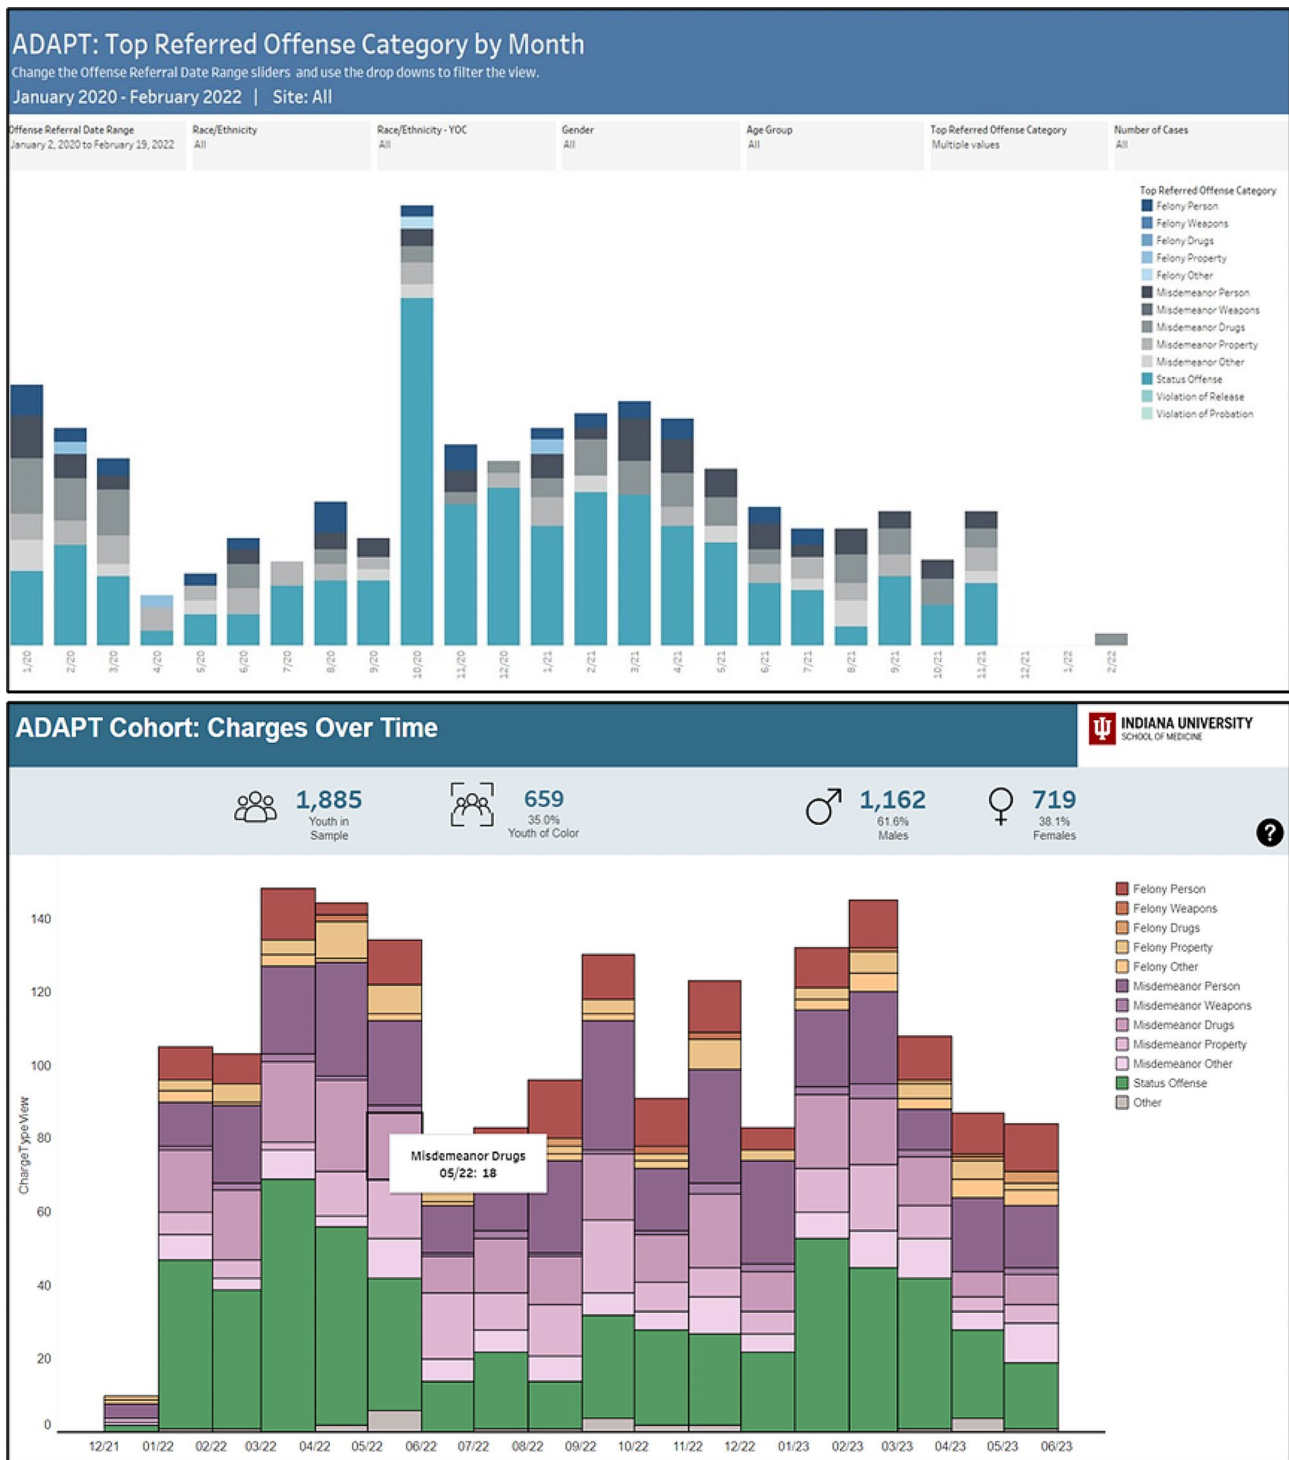 ADAPT: Top Referred Offense Category by Month
Change the Offense Referral Date Range sliders and use the drop downs to filter the view.
January 2020 - February 2022 | Site: All
Offense Referral Date Range Race/Ethnicity Race/Ethnicity - YOC Gender Age Group Top Referred Offense Category Number of Cases
January 2, 2020 to February 19, 2022 All All All All Multiple values All
Top Referred Offense Category
Felony Person
Felony Weapons
Felony Drugs
Felony Property
Felony Other
Misdemeanor Person
Misdemeanor Weapons
Misdemeanor Drugs
Misdemeanor Property
Misdemeanor Other
Status Offense
Violation of Release
Violation of Probation
1/20 2/20 3/20 4/20 5/20 6/20 7/20 8/20 9/20 10/20 11/20 12/20 1/21 2/21 3/21 4/21 5/21 6/21 7/21 8/21 9/21 10/21 11/21 12/21 1/22 2/22
ADAPT Cohort: Charges Over Time
INDIANA UNIVERSITY
SCHOOL OF MEDICINE
1,885 659 1,162 719
35.0% 61.6% 38.1%
Youth in
Sample
Youth of Color
Males
Females
?
Felony Person
Felony Weapons
Felony Drugs
Felony Property
Felony Other
Misdemeanor Person
Misdemeanor Weapons
Misdemeanor Drugs
Misdemeanor Property
Misdemeanor Other
Status Offense
Other
140
120
100
80
60
40
20
0
ChargeTypeView
Misdemeanor Drugs
05/22: 18
12/21 01/22 02/22 03/22 04/22 05/22 06/22 07/22 08/22 09/22 10/22 11/22 12/22 01/23 02/23 03/23 04/23 05/23 06/23